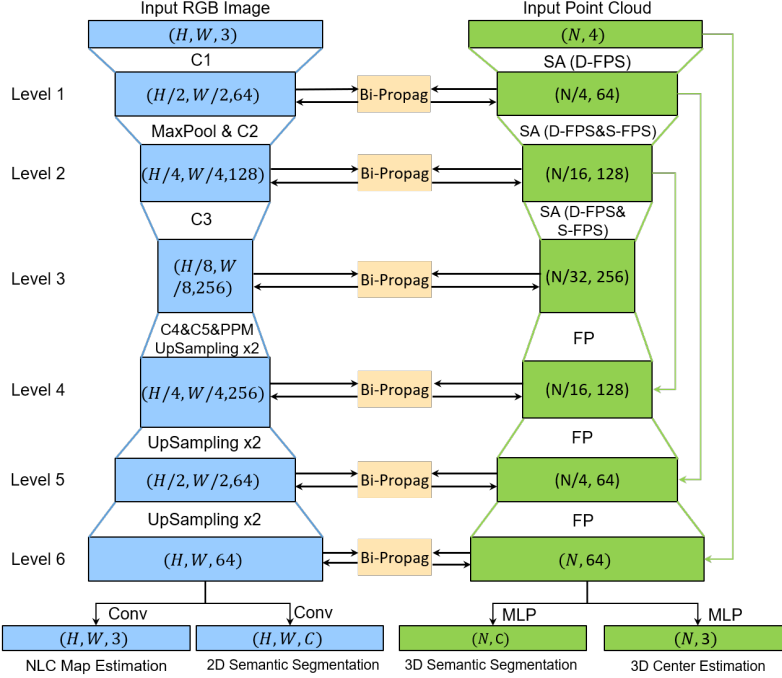 Input RGB Image
Input Point Cloud
(H, W, 3)
(N, 4)
C1
SA (D-FPS)
Level 1
(H/2, W/2,64)
Bi-Propag
(N/4, 64)
MaxPool & C2
SA (D-FPS&S-FPS)
Level 2
(H/4, W/4,128)
Bi-Propag
(N/16, 128)
C3
SA (D-FPS&
S-FPS)
Level 3
(H/8, W
/8,256)
Bi-Propag
(N/32, 256)
C4&C5&PPM
UpSampling x2
FP
Level 4
(H/4, W/4,256)
Bi-Propag
(N/16, 128)
UpSampling x2
FP
Level 5
(H/2, W/2,64)
Bi-Propag
(N/4, 64)
UpSampling x2
FP
Level 6
(H, W, 64)
Bi-Propag
(N, 64)
Conv
Conv
MLP
MLP
(H, W, 3)
(H, W, C)
(N, C)
(N, 3)
NLC Map Estimation
2D Semantic Segmentation
3D Semantic Segmentation
3D Center Estimation